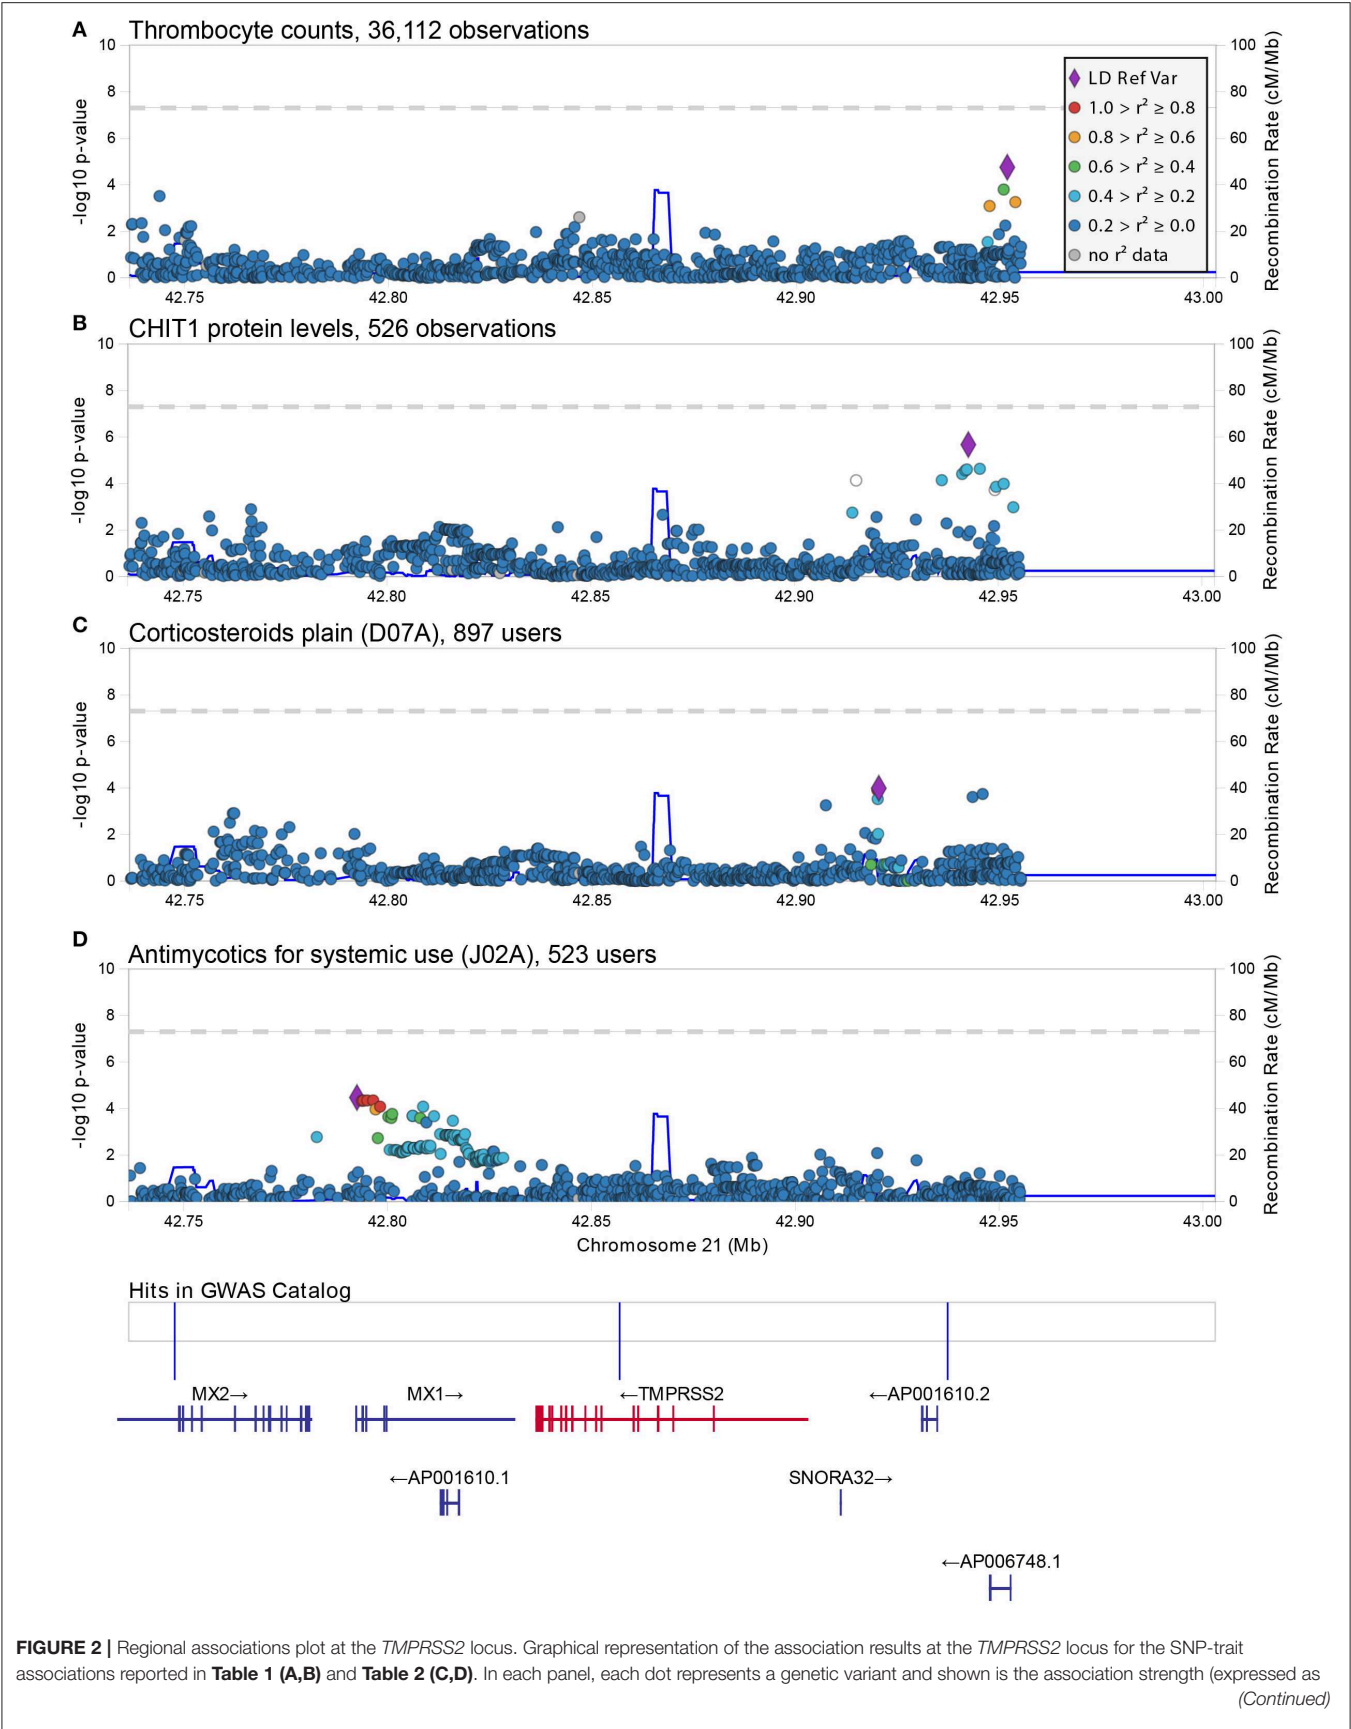 A Thrombocyte counts, 36,112 observations
10 8 6 4 2 0
-log10 p-value
100 80 60 40 20 0
Recombination Rate (cM/Mb)
LD Ref Var
1.0 > r² ≥ 0.8
0.8 > r² ≥ 0.6
0.6 > r² ≥ 0.4
0.4 > r² ≥ 0.2
0.2 > r² ≥ 0.0
no r² data
42.75 42.80 42.85 42.90 42.95 43.00
B CHIT1 protein levels, 526 observations
10 8 6 4 2 0
-log10 p-value
100 80 60 40 20 0
Recombination Rate (cM/Mb)
42.75 42.80 42.85 42.90 42.95 43.00
C Corticosteroids plain (D07A), 897 users
10 8 6 4 2 0
-log10 p-value
100 80 60 40 20 0
Recombination Rate (cM/Mb)
42.75 42.80 42.85 42.90 42.95 43.00
D Antimycotics for systemic use (J02A), 523 users
10 8 6 4 2 0
-log10 p-value
100 80 60 40 20 0
Recombination Rate (cM/Mb)
42.75 42.80 42.85 42.90 42.95 43.00
Chromosome 21 (Mb)
Hits in GWAS Catalog
MX2→ MX1→ ←TMPRSS2 ←AP001610.2
←AP001610.1 SNORA32→
←AP006748.1
FIGURE 2 | Regional associations plot at the TMPRSS2 locus. Graphical representation of the association results at the TMPRSS2 locus for the SNP-trait
associations reported in Table 1 (A,B) and Table 2 (C,D). In each panel, each dot represents a genetic variant and shown is the association strength (expressed as
(Continued)